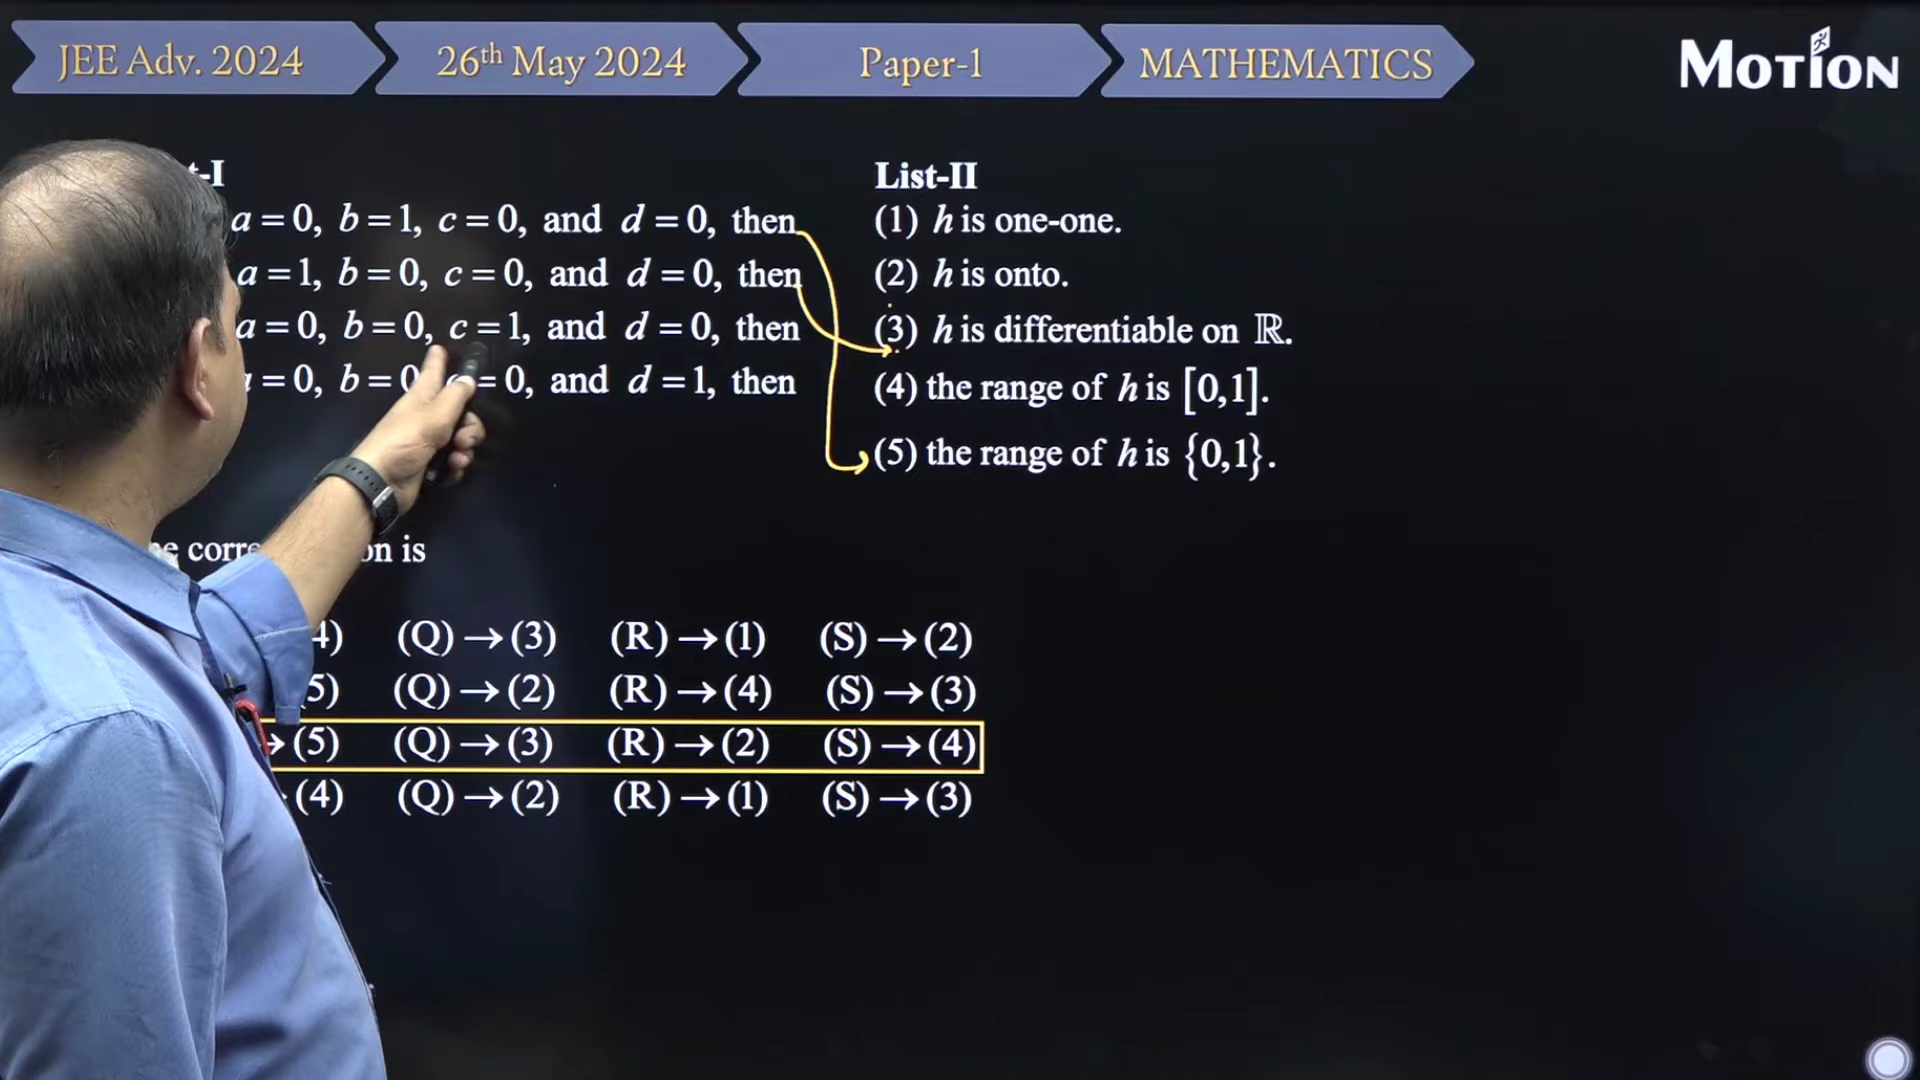 JEE Adv. 2024 26th May 2024 Paper-1 MATHEMATICS MOTION
t-I List-II
a = 0, b = 1, c = 0, and d = 0, then (1) h is one-one.
a = 1, b = 0, c = 0, and d = 0, then (2) h is onto.
a = 0, b = 0, c = 1, and d = 0, then (3) h is differentiable on ℝ.
= 0, b = 0 = 0, and d = 1, then (4) the range of h is [0,1].
(5) the range of h is {0,1}.
e corre on is
4) (Q) → (3) (R) → (1) (S) → (2)
(5) (Q) → (2) (R) → (4) (S) → (3)
→ (5) (Q) → (3) (R) → (2) (S) → (4)
(4) (Q) → (2) (R) → (1) (S) → (3)